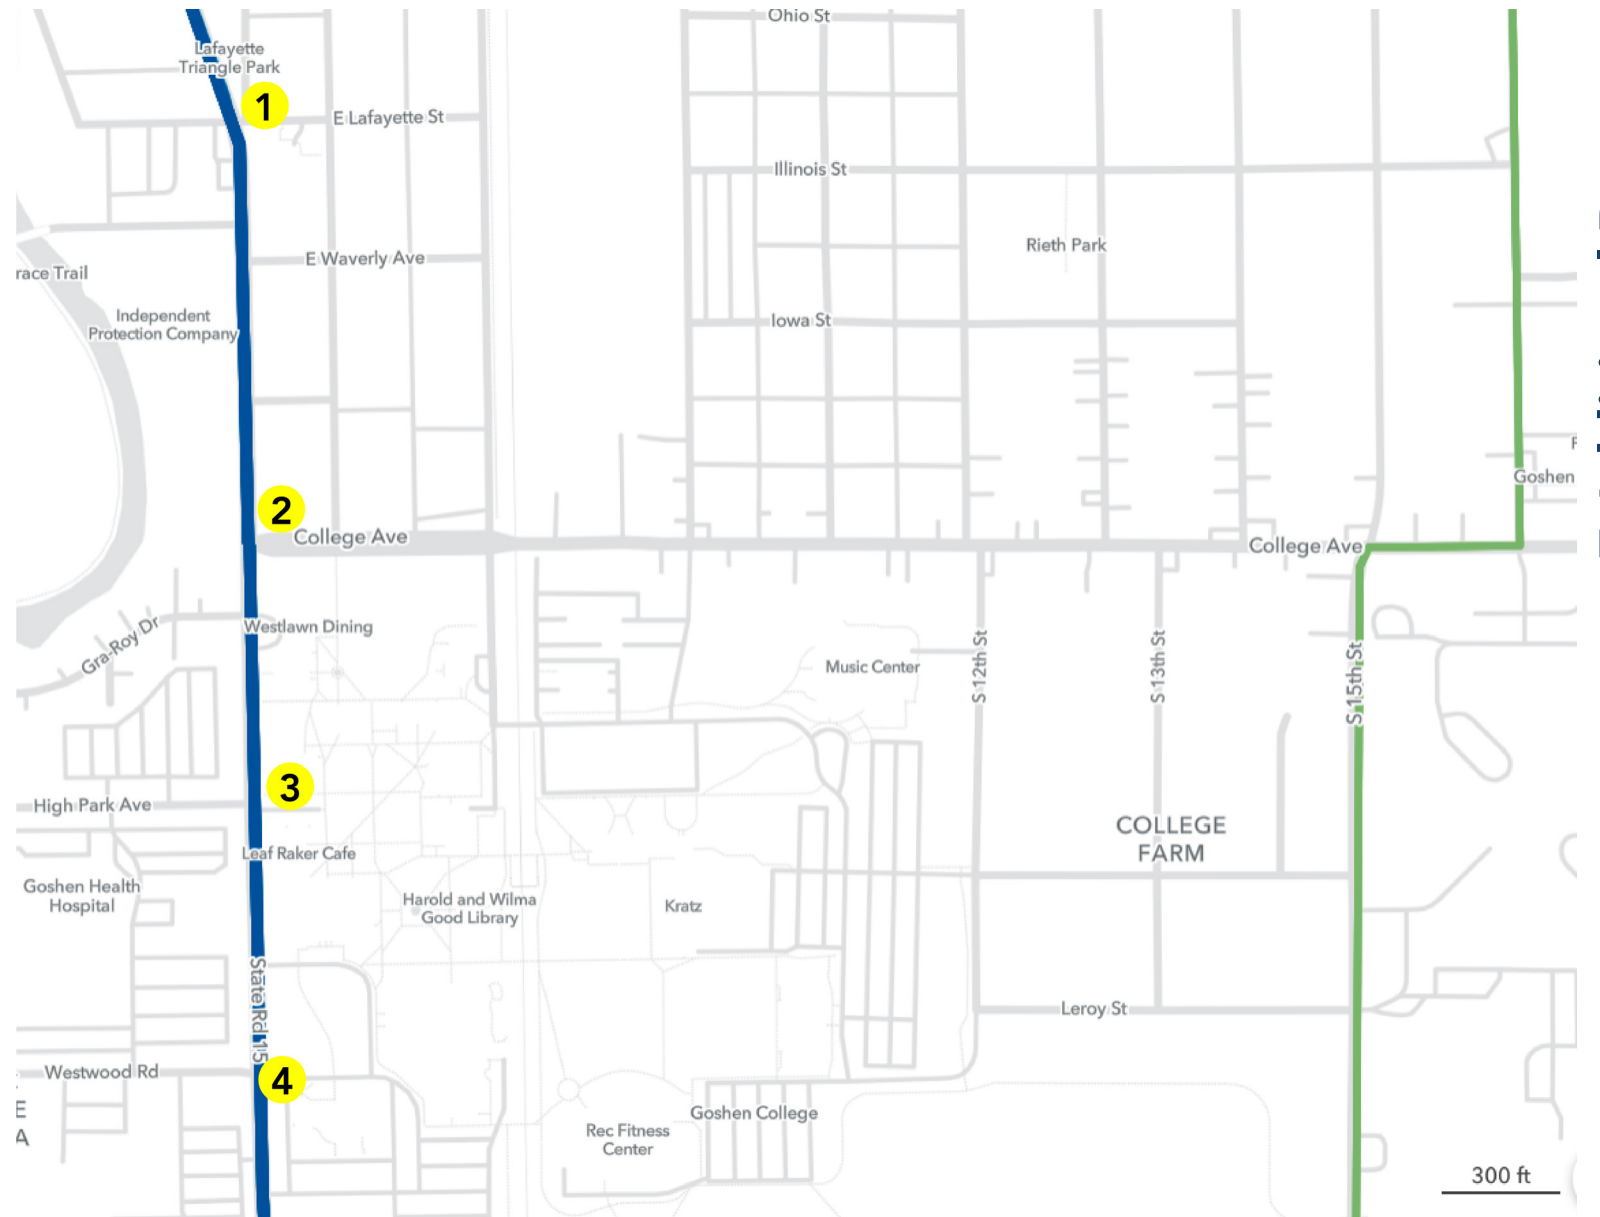 Ohio St
Lafayette
Triangle Park
1
E Lafayette St
Illinois St
Rieth Park
E Waverly Ave
race Trail
Independent
Protection Company
Iowa St
Goshen
2
College Ave
College Ave
Gra-Roy Dr
Westlawn Dining
Music Center
S 12th St
S 13th St
S 15th St
3
High Park Ave
COLLEGE
FARM
Leaf Raker Cafe
Goshen Health
Hospital
Harold and Wilma
Good Library
Kratz
State Rd 15
Leroy St
Westwood Rd
4
E
A
Goshen College
Rec Fitness
Center
300 ft